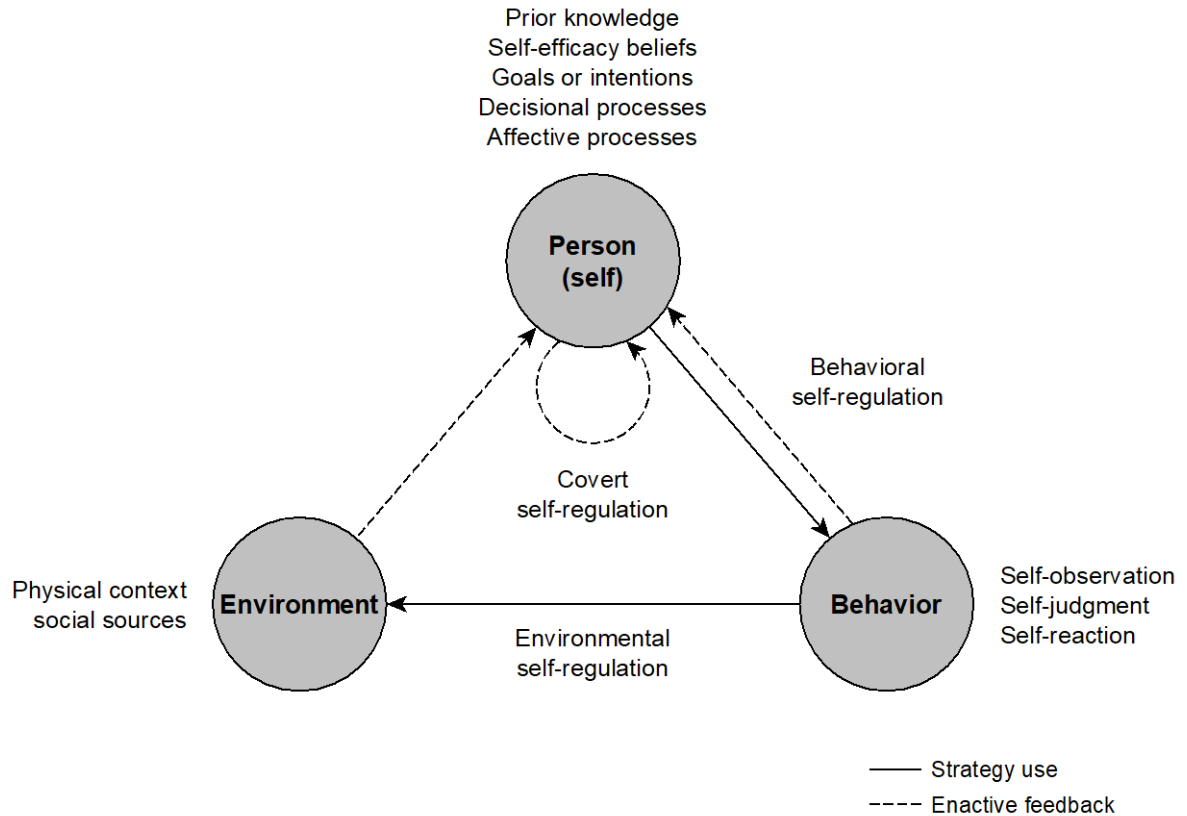 Prior knowledge
Self-efficacy beliefs
Goals or intentions
Decisional processes
Affective processes
Person
(self)
Behavioral
self-regulation
Covert
self-regulation
Physical context
social sources
Environment
Environmental
self-regulation
Behavior
Self-observation
Self-judgment
Self-reaction
Strategy use
Enactive feedback